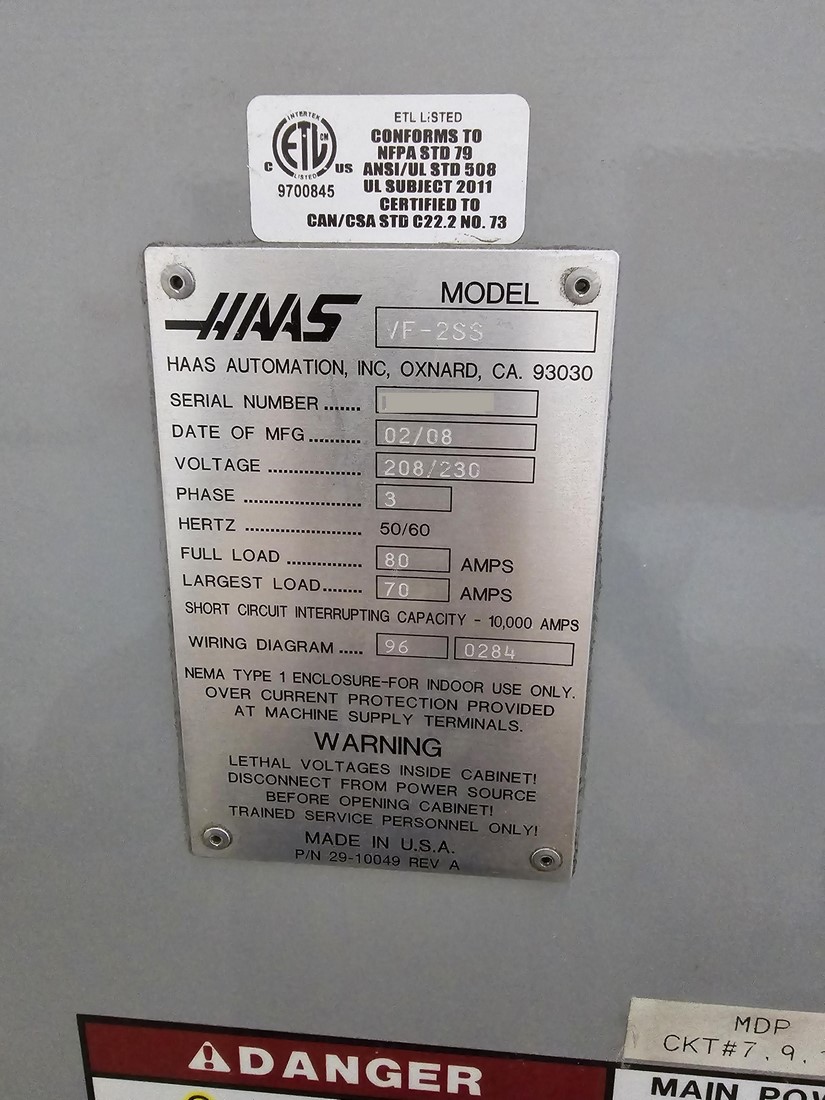 INTERTEK
ETL CM
LISTED
C US
9700845
ETL LISTED
CONFORMS TO
NFPA STD 79
ANSI/UL STD 508
UL SUBJECT 2011
CERTIFIED TO
CAN/CSA STD C22.2 NO. 73
HAAS
MODEL
VF-2SS
HAAS AUTOMATION, INC, OXNARD, CA. 93030
SERIAL NUMBER .......
DATE OF MFG.......... 02/08
VOLTAGE .................. 208/230
PHASE ...................... 3
HERTZ ...................... 50/60
FULL LOAD .............. 80 AMPS
LARGEST LOAD........ 70 AMPS
SHORT CIRCUIT INTERRUPTING CAPACITY - 10,000 AMPS
WIRING DIAGRAM ..... 96 0284
NEMA TYPE 1 ENCLOSURE-FOR INDOOR USE ONLY.
OVER CURRENT PROTECTION PROVIDED
AT MACHINE SUPPLY TERMINALS.
WARNING
LETHAL VOLTAGES INSIDE CABINET!
DISCONNECT FROM POWER SOURCE
BEFORE OPENING CABINET!
TRAINED SERVICE PERSONNEL ONLY!
MADE IN U.S.A.
P/N 29-10049 REV A
MDP
CKT#7, 9,
DANGER
MAIN